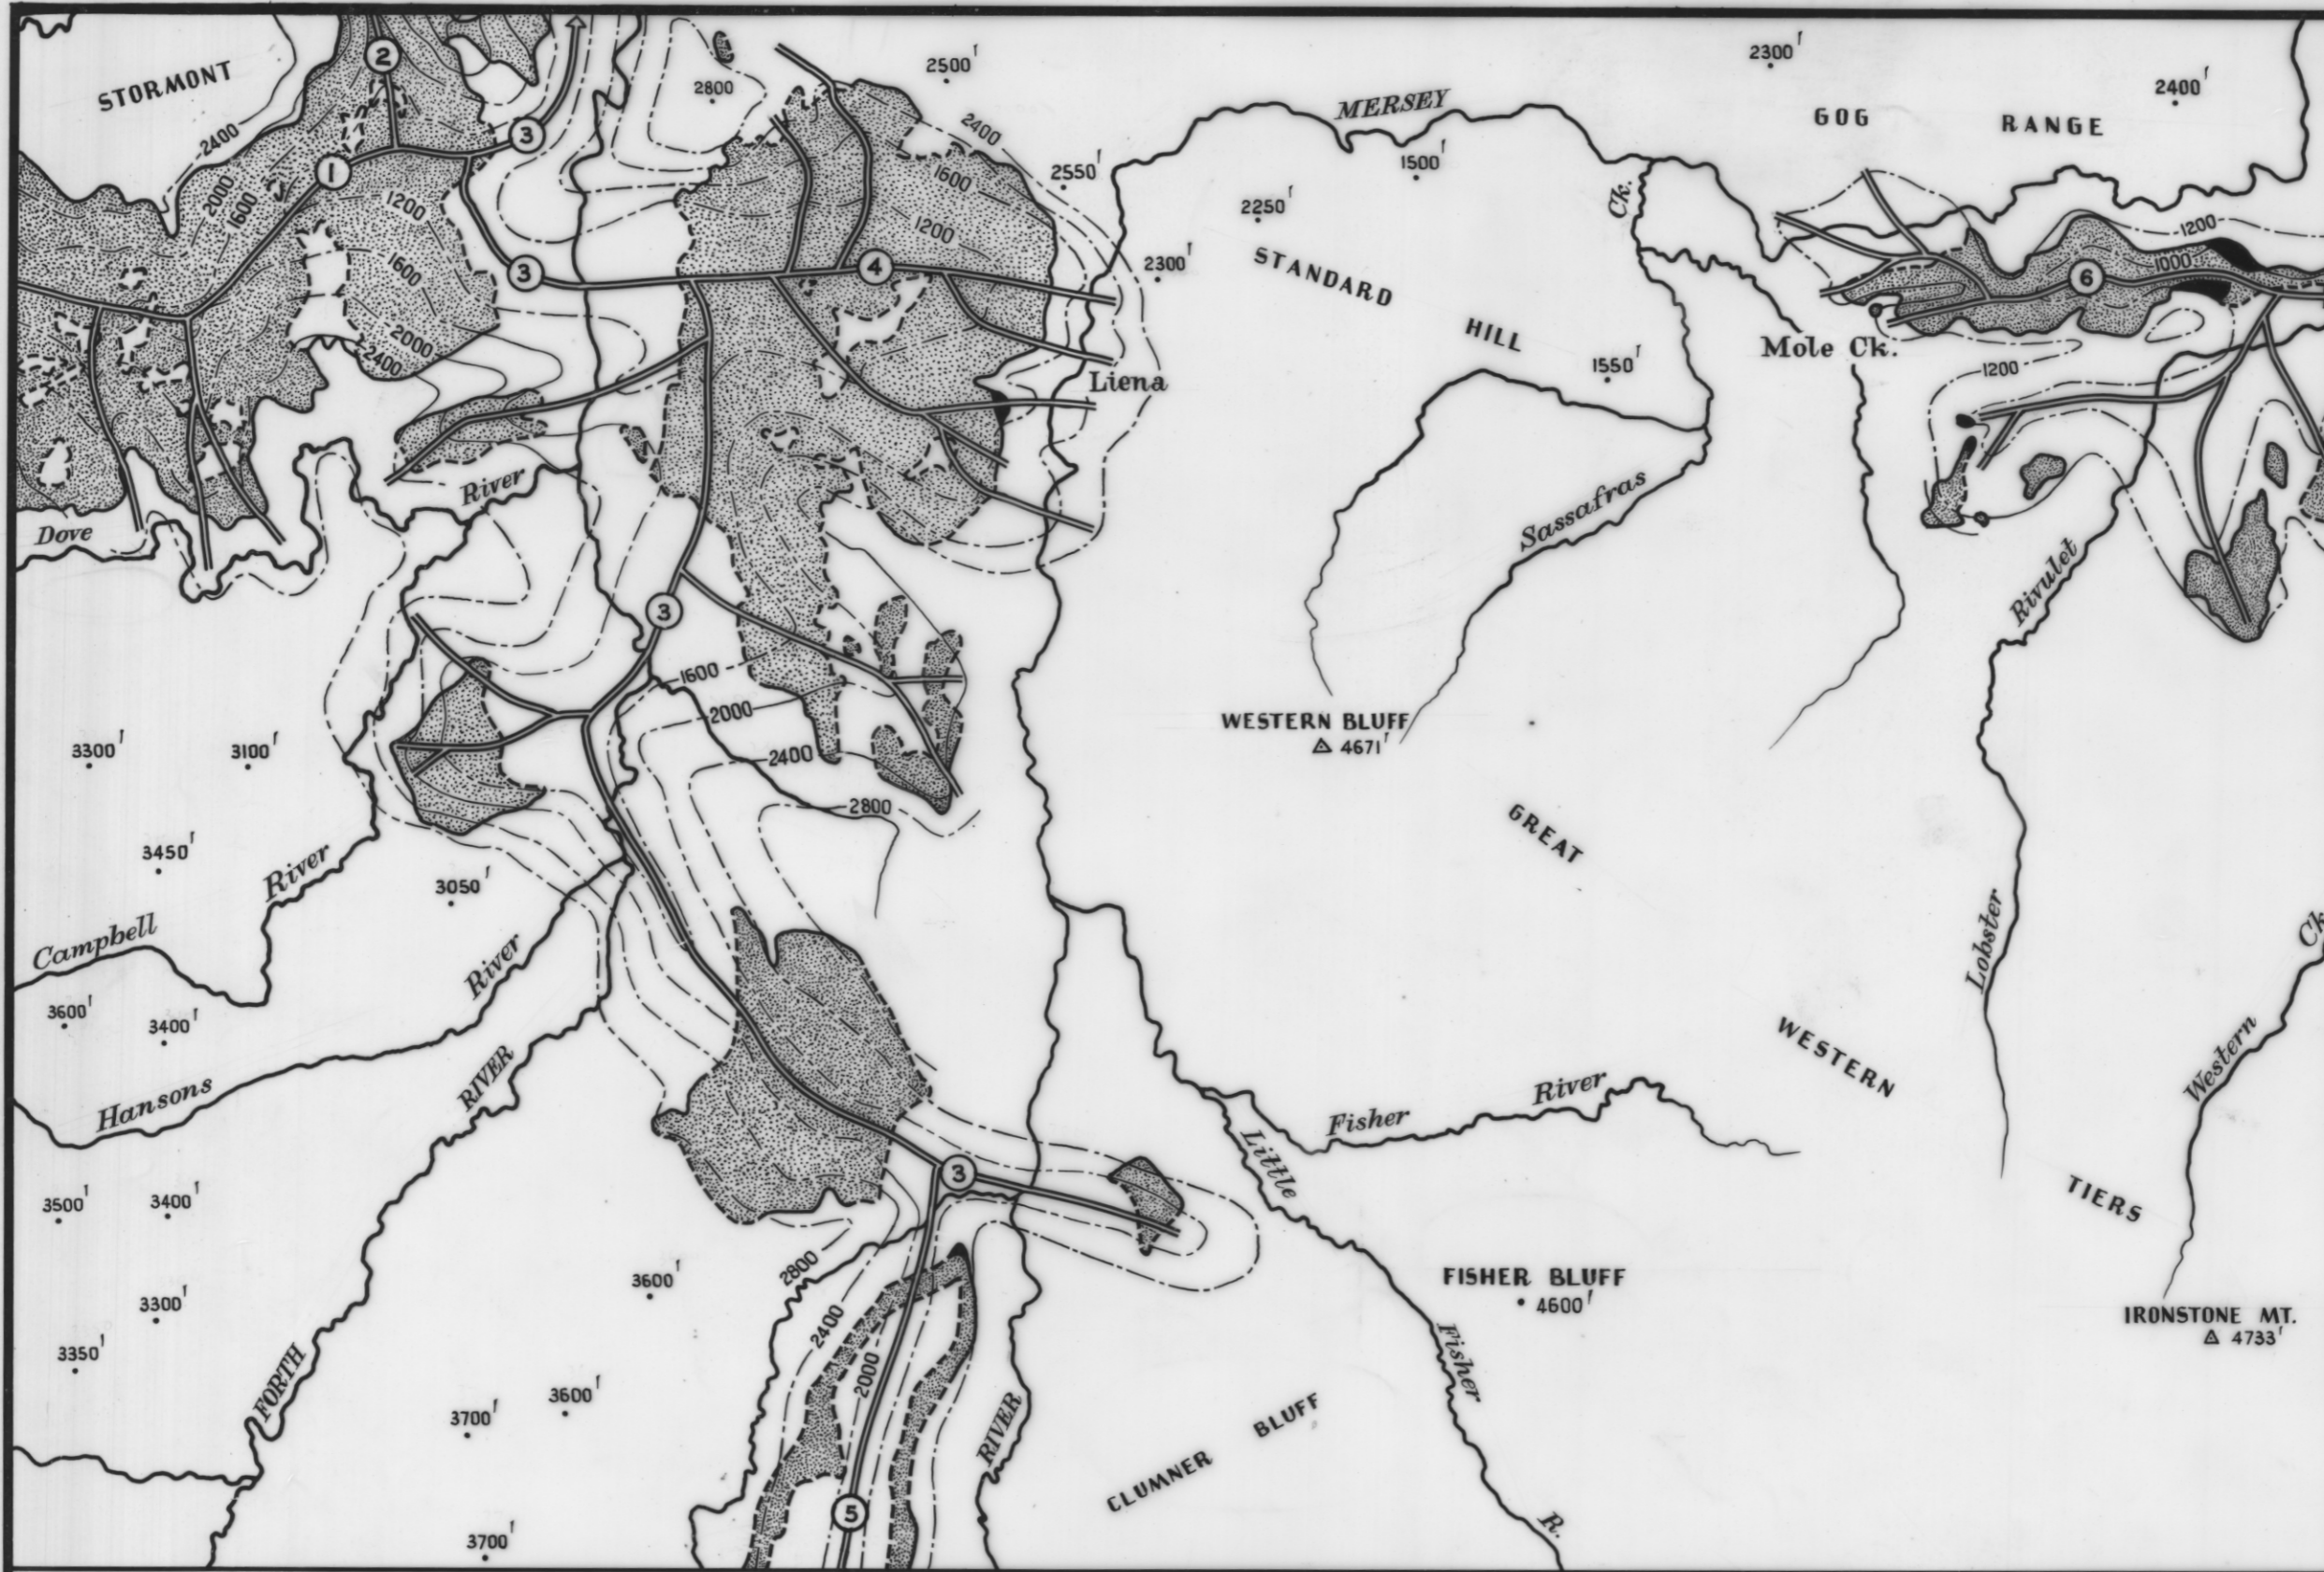 STORMONT
2
2800
2500'
2300'
2400'
MERSEY
GOG RANGE
2400
3
2400
1
2550'
1500'
1600
2000
1600
1200
2250'
Ck.
1200
1200
STANDARD HILL
2300'
4
3
1600
6
1000
2000
2400
Mole Ck.
1550'
1200
Liena
River
Sassafras
Dove
Rivulet
3
1600
2000
2400
2800
WESTERN BLUFF
4671'
3300'
3100'
GREAT
3450'
3050'
River
Campbell
River
Lobster
Ck
3600'
3400'
WESTERN
Western
Hansons
RIVER
Fisher River
Little
3
3500'
3400'
TIERS
2800
3600'
FISHER BLUFF
4600'
3300'
2400
IRONSTONE MT.
4733'
3350'
2000
Fisher
FORTH
3600'
3700'
RIVER
CLUMNER BLUFF
5
R.
3700'